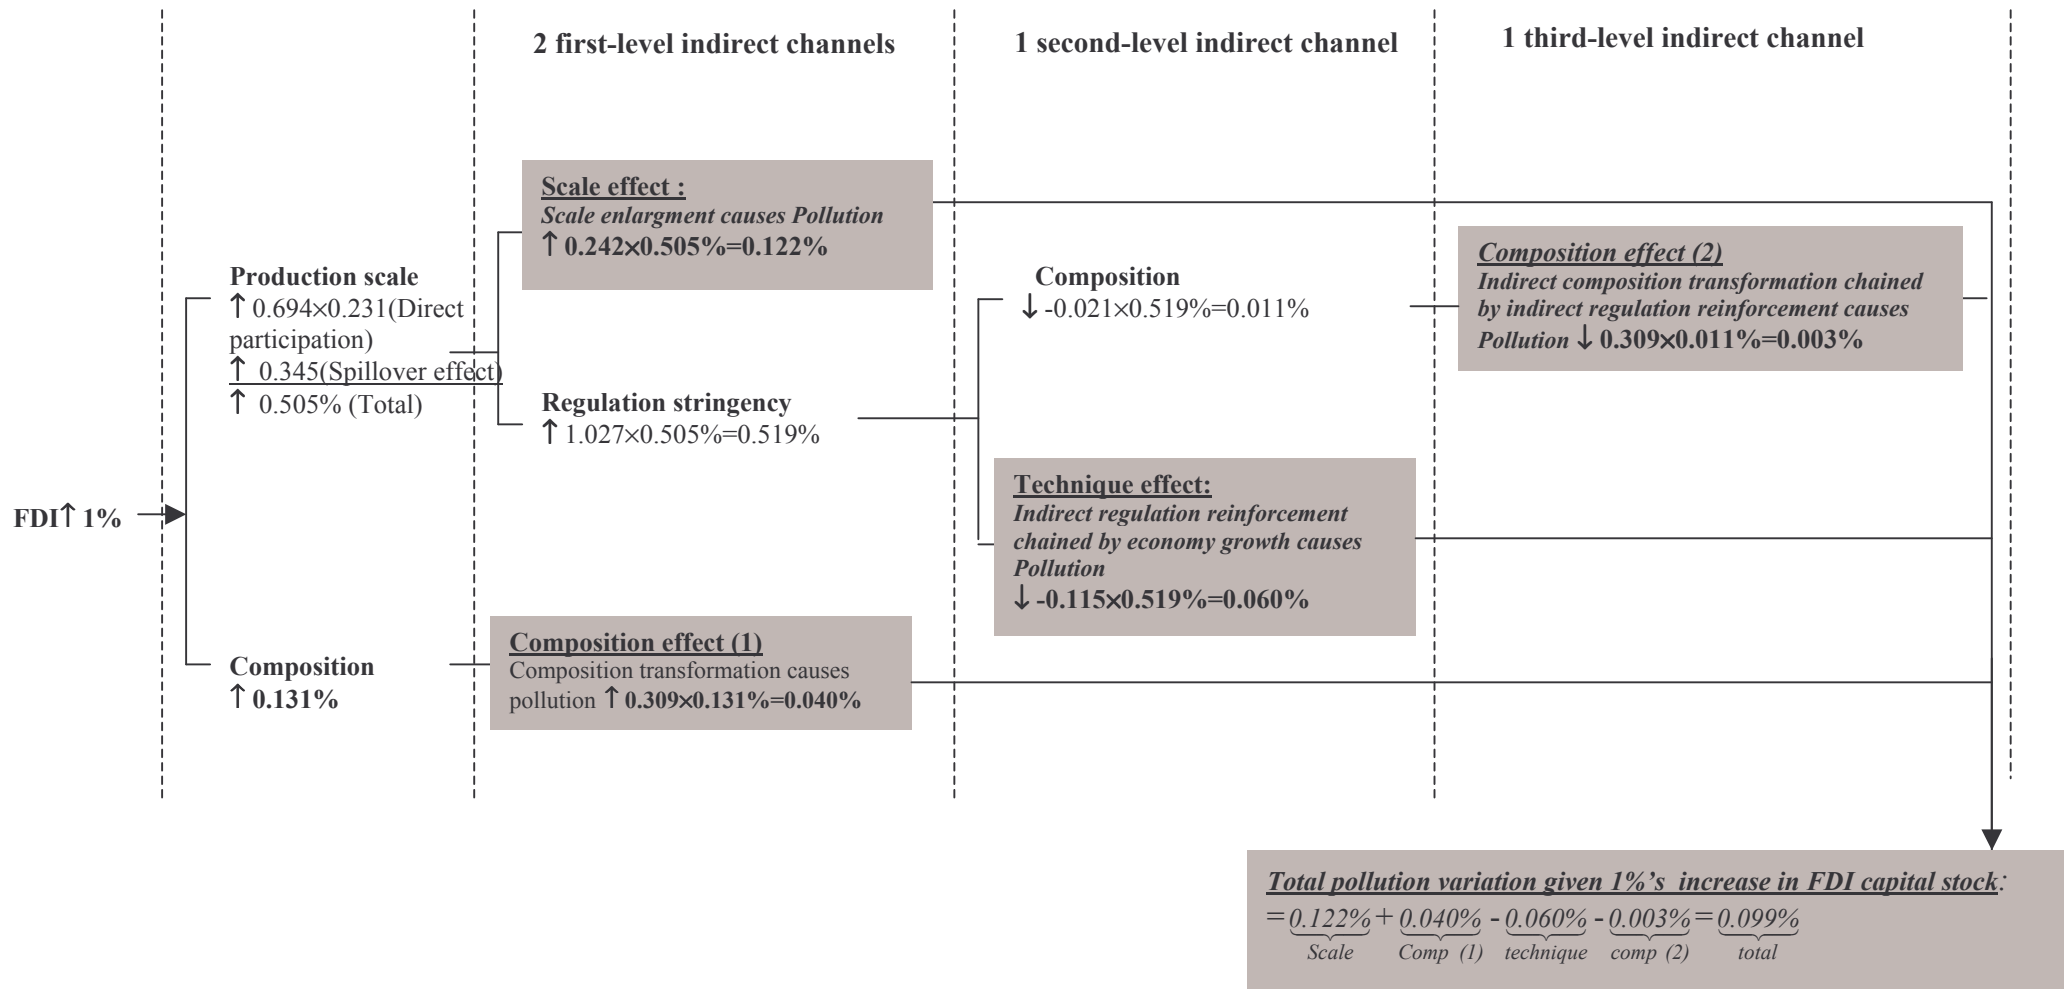 2 first-level indirect channels
1 second-level indirect channel
1 third-level indirect channel
FDI↑ 1%
Production scale
↑ 0.694×0.231(Direct
participation)
↑ 0.345(Spillover effect)
↑ 0.505% (Total)
Composition
↑ 0.131%
Scale effect :
Scale enlargment causes Pollution
↑ 0.242×0.505%=0.122%
Regulation stringency
↑ 1.027×0.505%=0.519%
Composition effect (1)
Composition transformation causes
pollution ↑ 0.309×0.131%=0.040%
Composition
↓ -0.021×0.519%=0.011%
Technique effect:
Indirect regulation reinforcement
chained by economy growth causes
Pollution
↓ -0.115×0.519%=0.060%
Composition effect (2)
Indirect composition transformation chained
by indirect regulation reinforcement causes
Pollution ↓ 0.309×0.011%=0.003%
Total pollution variation given 1%'s increase in FDI capital stock:
= 0.122% + 0.040% - 0.060% - 0.003% = 0.099%
Scale Comp (1) technique comp (2) total